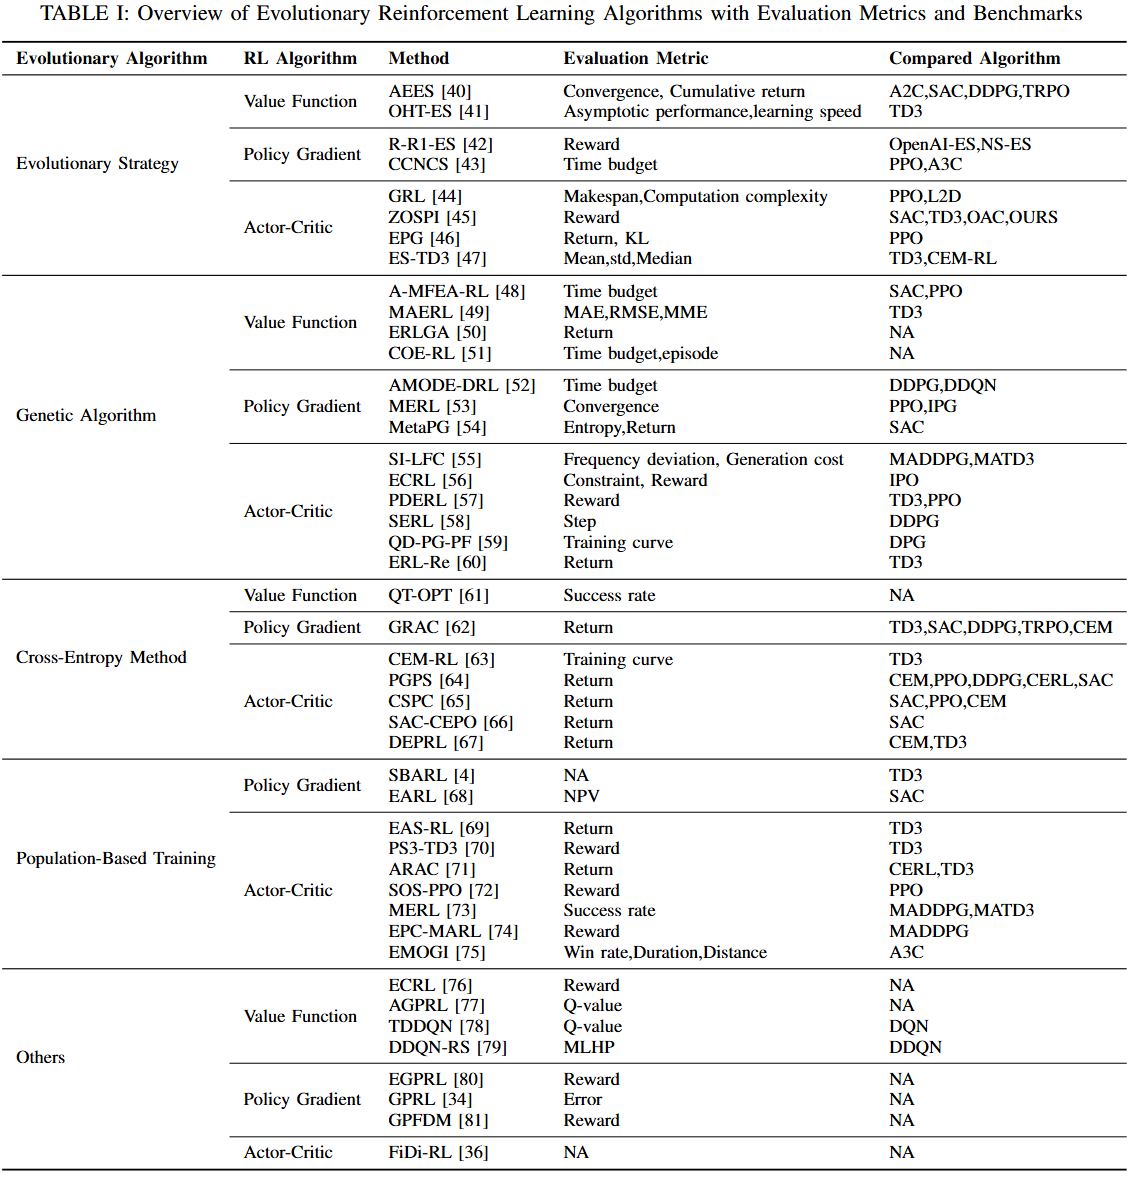 TABLE I: Overview of Evolutionary Reinforcement Learning Algorithms with Evaluation Metrics and Benchmarks
Evolutionary Algorithm RL Algorithm Method Evaluation Metric Compared Algorithm
Evolutionary Strategy
Value Function
AEES [40] Convergence, Cumulative return A2C,SAC,DDPG,TRPO
OHT-ES [41] Asymptotic performance,learning speed TD3
Policy Gradient
R-R1-ES [42] Reward OpenAI-ES,NS-ES
CCNCS [43] Time budget PPO,A3C
Actor-Critic
GRL [44] Makespan,Computation complexity PPO,L2D
ZOSPI [45] Reward SAC,TD3,OAC,OURS
EPG [46] Return, KL PPO
ES-TD3 [47] Mean,std,Median TD3,CEM-RL
Genetic Algorithm
Value Function
A-MFEA-RL [48] Time budget SAC,PPO
MAERL [49] MAE,RMSE,MME TD3
ERLGA [50] Return NA
COE-RL [51] Time budget,episode NA
Policy Gradient
AMODE-DRL [52] Time budget DDPG,DDQN
MERL [53] Convergence PPO,IPG
MetaPG [54] Entropy,Return SAC
Actor-Critic
SI-LFC [55] Frequency deviation, Generation cost MADDPG,MATD3
ECRL [56] Constraint, Reward IPO
PDERL [57] Reward TD3,PPO
SERL [58] Step DDPG
QD-PG-PF [59] Training curve DPG
ERL-Re [60] Return TD3
Cross-Entropy Method
Value Function QT-OPT [61] Success rate NA
Policy Gradient GRAC [62] Return TD3,SAC,DDPG,TRPO,CEM
Actor-Critic
CEM-RL [63] Training curve TD3
PGPS [64] Return CEM,PPO,DDPG,CERL,SAC
CSPC [65] Return SAC,PPO,CEM
SAC-CEPO [66] Return SAC
DEPRL [67] Return CEM,TD3
Population-Based Training
Policy Gradient
SBARL [4] NA TD3
EARL [68] NPV SAC
Actor-Critic
EAS-RL [69] Return TD3
PS3-TD3 [70] Reward TD3
ARAC [71] Return CERL,TD3
SOS-PPO [72] Reward PPO
MERL [73] Success rate MADDPG,MATD3
EPC-MARL [74] Reward MADDPG
EMOGI [75] Win rate,Duration,Distance A3C
Others
Value Function
ECRL [76] Reward NA
AGPRL [77] Q-value NA
TDDQN [78] Q-value DQN
DDQN-RS [79] MLHP DDQN
Policy Gradient
EGPRL [80] Reward NA
GPRL [34] Error NA
GPFDM [81] Reward NA
Actor-Critic FiDi-RL [36] NA NA